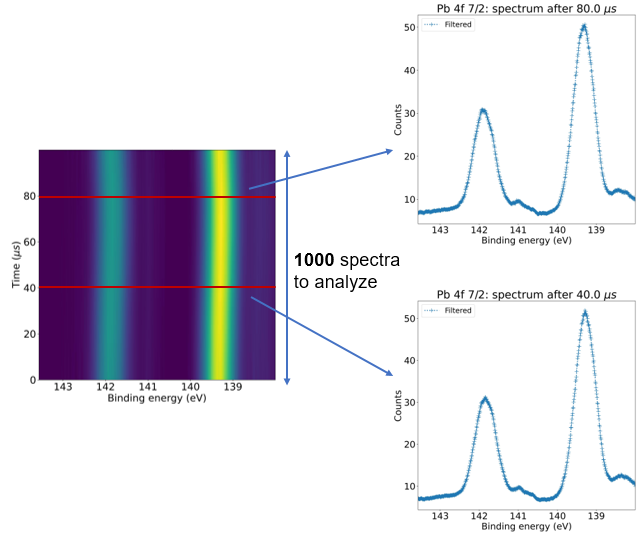 Pb 4f 7/2: spectrum after 80.0 μs
Filtered
50
40
30
20
10
Counts
143 142 141 140 139
Binding energy (eV)
80
60
40
20
0
Time (μs)
143 142 141 140 139
Binding energy (eV)
1000 spectra
to analyze
Pb 4f 7/2: spectrum after 40.0 μs
Filtered
50
40
30
20
10
Counts
143 142 141 140 139
Binding energy (eV)